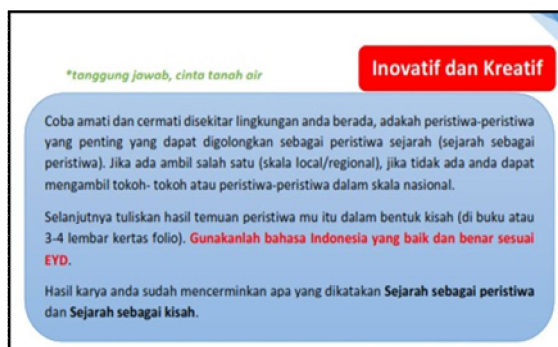 *tanggung jawab, cinta tanah air
Inovatif dan Kreatif
Coba amati dan cermati disekitar lingkungan anda berada, adakah peristiwa-peristiwa
yang penting yang dapat digolongkan sebagai peristiwa sejarah (sejarah sebagai
peristiwa). Jika ada ambil salah satu (skala local/regional), jika tidak ada anda dapat
mengambil tokoh- tokoh atau peristiwa-peristiwa dalam skala nasional.
Selanjutnya tuliskan hasil temuan peristiwa mu itu dalam bentuk kisah (di buku atau
3-4 lembar kertas folio). Gunakanlah bahasa Indonesia yang baik dan benar sesuai
EYD.
Hasil karya anda sudah mencerminkan apa yang dikatakan Sejarah sebagai peristiwa
dan Sejarah sebagai kisah.